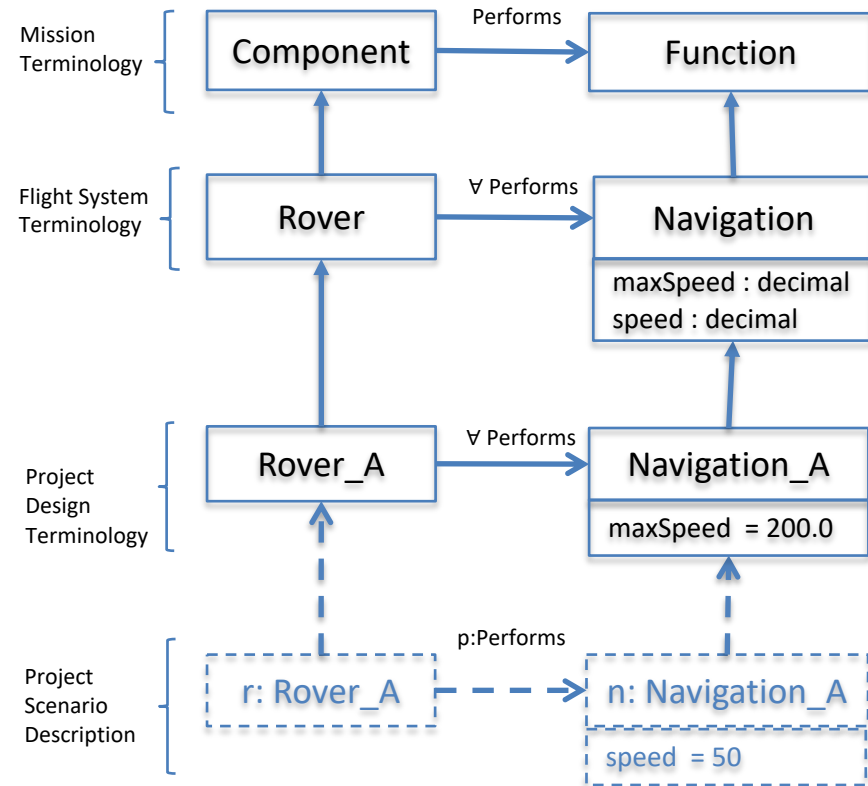 Mission
Terminology
Component
Performs
Function
Flight System
Terminology
Rover
∀ Performs
Navigation
maxSpeed : decimal
speed : decimal
Project
Design
Terminology
Rover_A
∀ Performs
Navigation_A
maxSpeed = 200.0
Project
Scenario
Description
r: Rover_A
p:Performs
n: Navigation_A
speed = 50